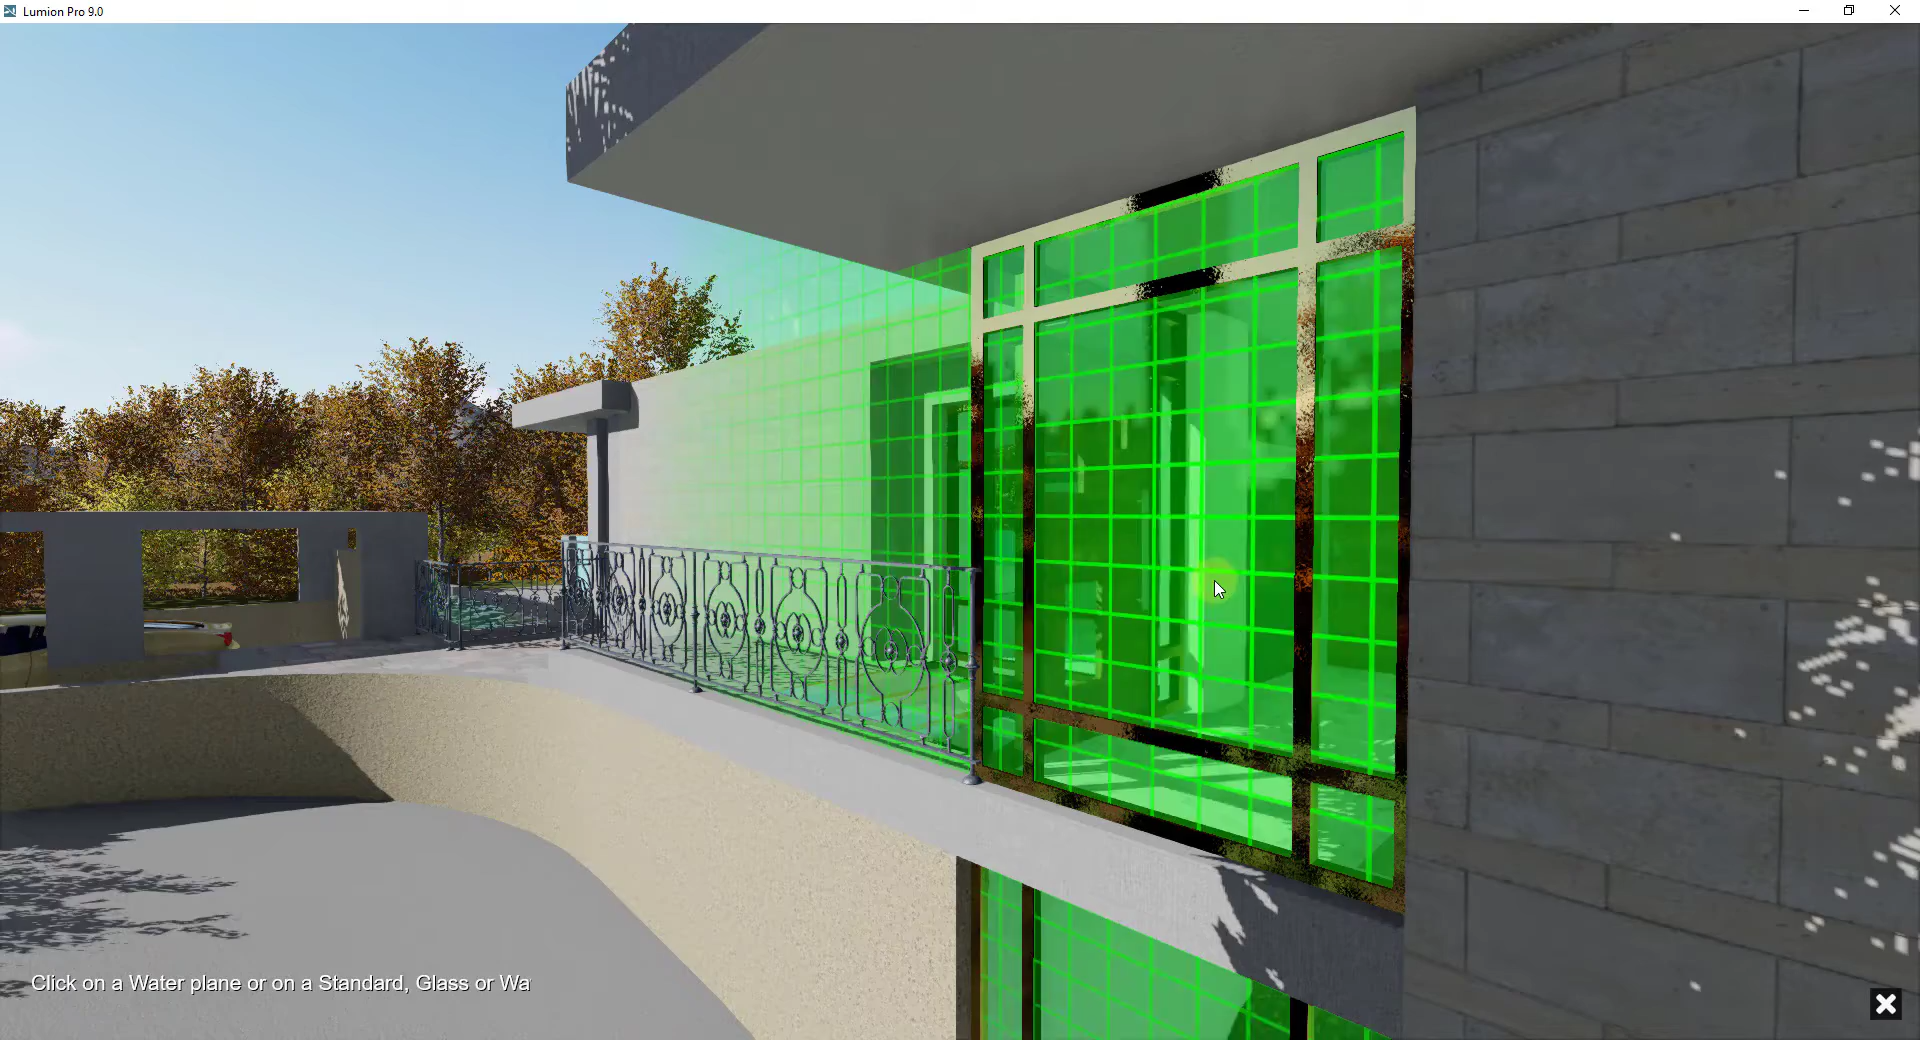 Lumion Pro 9.0
Click on a Water plane or on a Standard, Glass or Wa